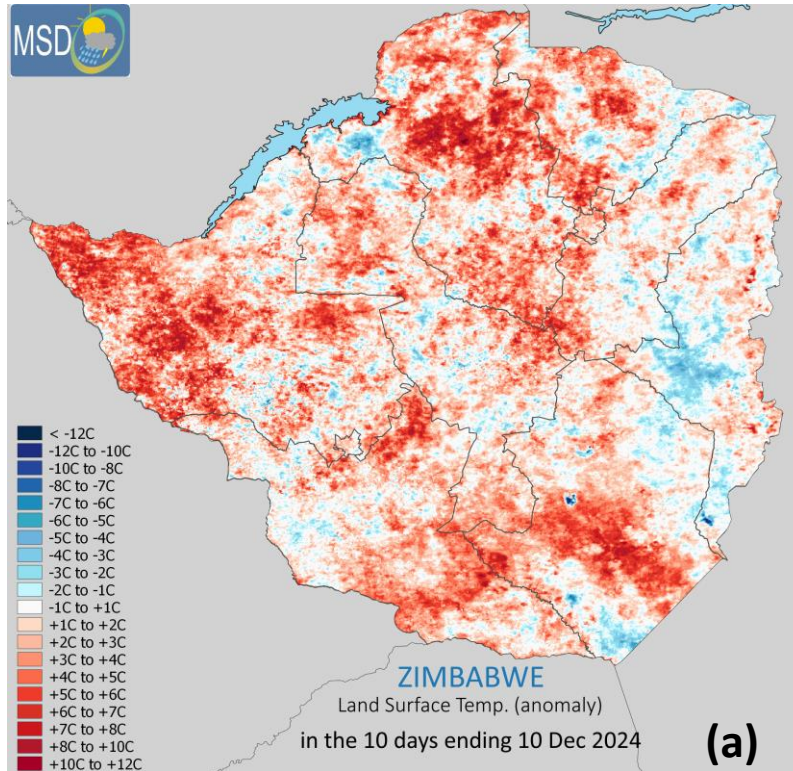 MSD
< -12C
-12C to -10C
-10C to -8C
-8C to -7C
-7C to -6C
-6C to -5C
-5C to -4C
-4C to -3C
-3C to -2C
-2C to -1C
-1C to +1C
+1C to +2C
+2C to +3C
+3C to +4C
+4C to +5C
+5C to +6C
+6C to +7C
+7C to +8C
+8C to +10C
+10C to +12C
ZIMBABWE
Land Surface Temp. (anomaly)
in the 10 days ending 10 Dec 2024
(a)